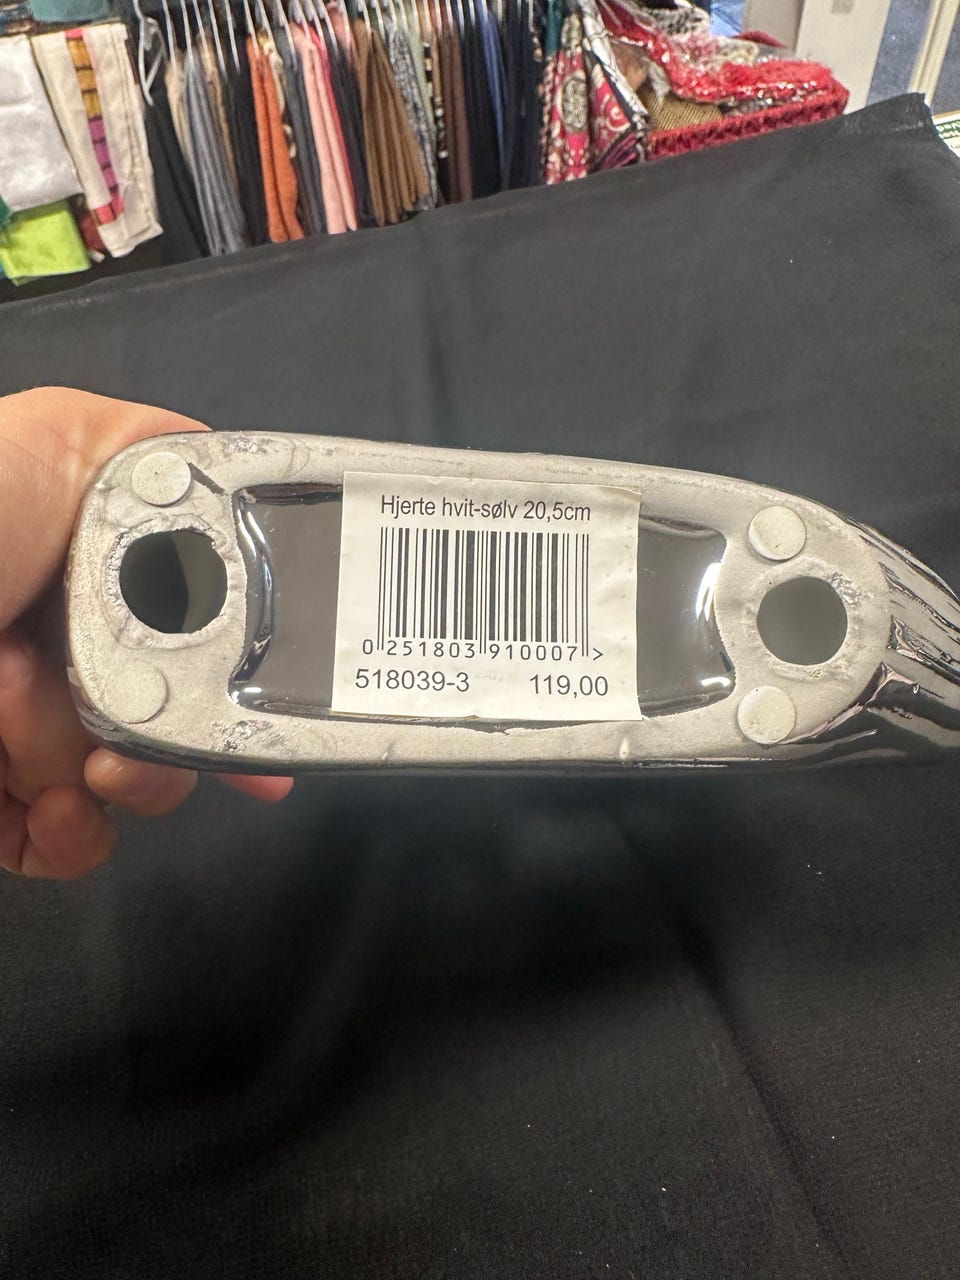 Hjerte hvit-sølv 20,5cm
0 251803 910007 >
518039-3 119,00